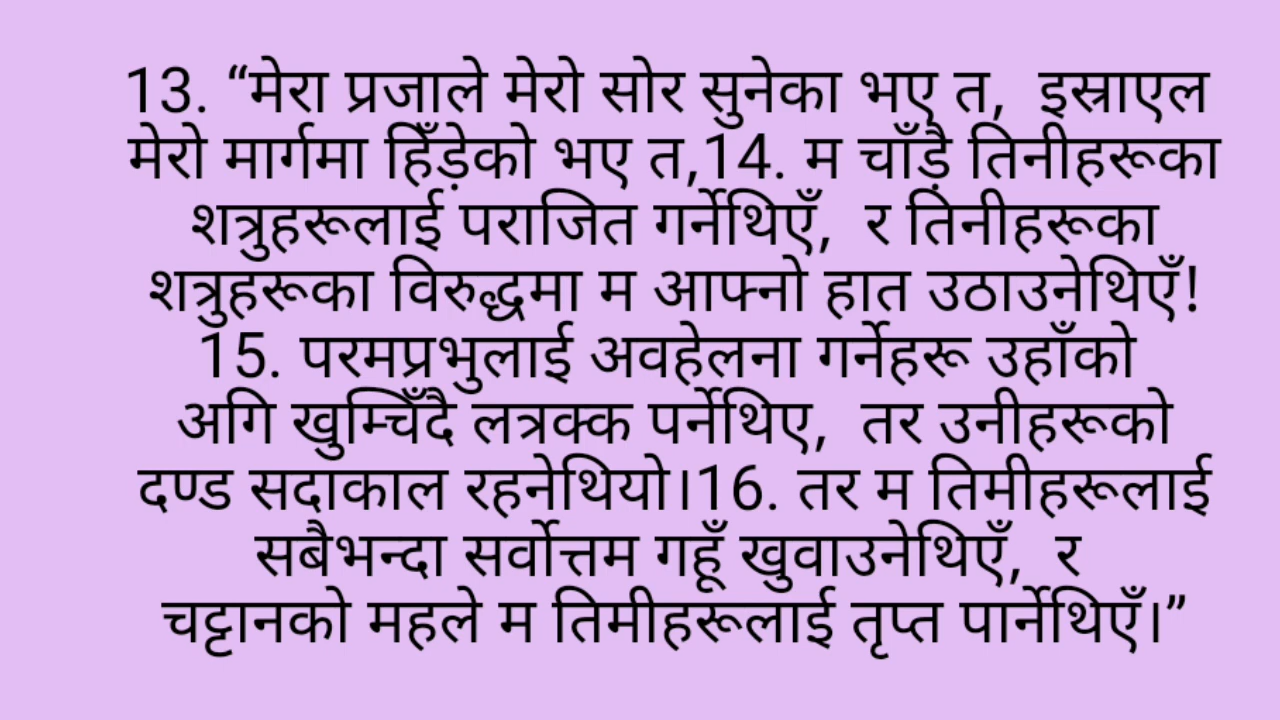 13. “मेरा प्रजाले मेरो सोर सुनेका भए त,  इस्राएल
मेरो मार्गमा हिँड़ेको भए त,14. म चाँड़ै तिनीहरूका
शत्रुहरूलाई पराजित गर्नेथिएँ,  र तिनीहरूका
शत्रुहरूका विरुद्धमा म आफ्नो हात उठाउनेथिएँ!
15. परमप्रभुलाई अवहेलना गर्नेहरू उहाँको
अगि खुम्चिँदै लत्रक्क पर्नेथिए,  तर उनीहरूको
दण्ड सदाकाल रहनेथियो।16. तर म तिमीहरूलाई
सबैभन्दा सर्वोत्तम गहूँ खुवाउनेथिएँ,  र
चट्टानको महले म तिमीहरूलाई तृप्त पार्नेथिएँ।”